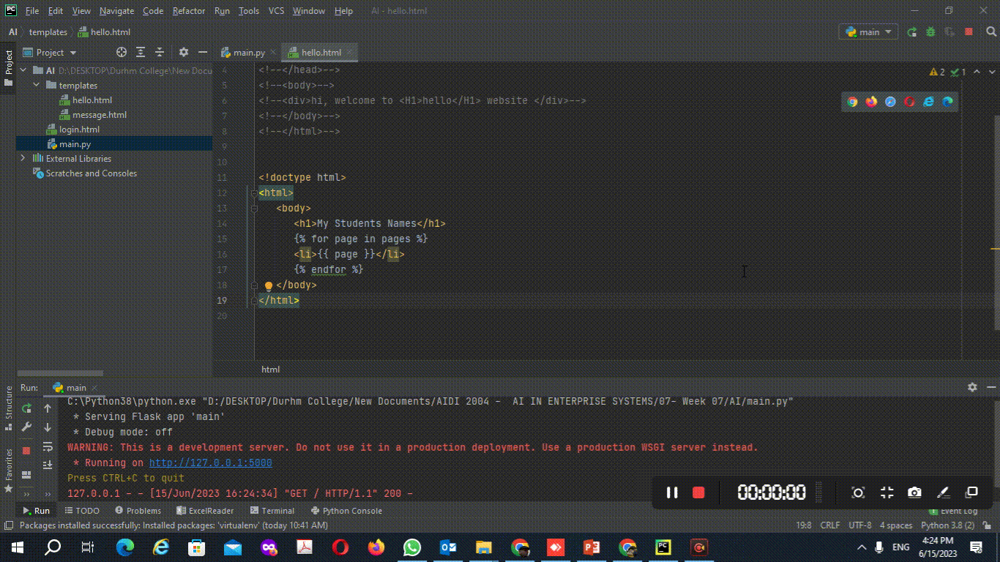 PC File Edit View Navigate Code Refactor Run Tools VCS Window Help AI - hello.html
AI templates hello.html main
Project main.py hello.html
Project
AI D:\DESKTOP\Durhm College\New Docu
templates
hello.html
message.html
login.html
main.py
External Libraries
Scratches and Consoles
4 <!--</head>-->
5 <!--<body>-->
6 <!--<div>hi, welcome to <H1>hello</H1> website </div>-->
7 <!--</body>-->
8 <!--</html>-->
9
10
11 <!doctype html>
12 <html>
13 <body>
14 <h1>My Students Names</h1>
15 {% for page in pages %}
16 <li>{{ page }}</li>
17 {% endfor %}
18 </body>
19 </html>
20
2 1
html
Structure
Favorites
Run: main
C:\Python38\python.exe "D:/DESKTOP/Durhm College/New Documents/AIDI 2004 - AI IN ENTERPRISE SYSTEMS/07- Week 07/AI/main.py"
* Serving Flask app 'main'
* Debug mode: off
WARNING: This is a development server. Do not use it in a production deployment. Use a production WSGI server instead.
* Running on http://127.0.0.1:5000
Press CTRL+C to quit
127.0.0.1 - - [15/Jun/2023 16:24:34] "GET / HTTP/1.1" 200 -
00:00:00
Run TODO Problems ExcelReader Terminal Python Console Event Log
Packages installed successfully: Installed packages: 'virtualenv' (today 10:41 AM) 19:8 CRLF UTF-8 4 spaces Python 3.8 (2)
ENG 4:24 PM
6/15/2023